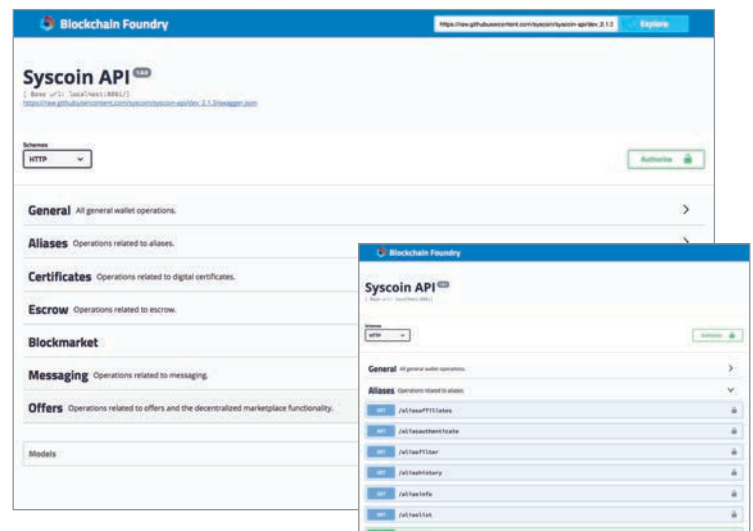 Blockchain Foundry
https://raw.githubusercontent.com/syscoin/syscoin-api/dev_2.1.2 Explore
Syscoin API
[ Base url: localhost:8001/]
https://raw.githubusercontent.com/syscoin/syscoin-api/dev_2.1.2/swagger.json
Schemes
HTTP
Authorize
General All general wallet operations.
Aliases Operations related to aliases.
Certificates Operations related to digital certificates.
Escrow Operations related to escrow.
Blockmarket
Messaging Operations related to messaging.
Offers Operations related to offers and the decentralized marketplace functionality.
Models
Blockchain Foundry
Syscoin API
[ Base url: localhost:8001/]
Schemes
HTTP
Authorize
General All general wallet operations.
Aliases Operations related to aliases.
GET /aliasaffiliates
GET /aliasauthenticate
GET /aliasfilter
GET /aliashistory
GET /aliasinfo
GET /aliaslist